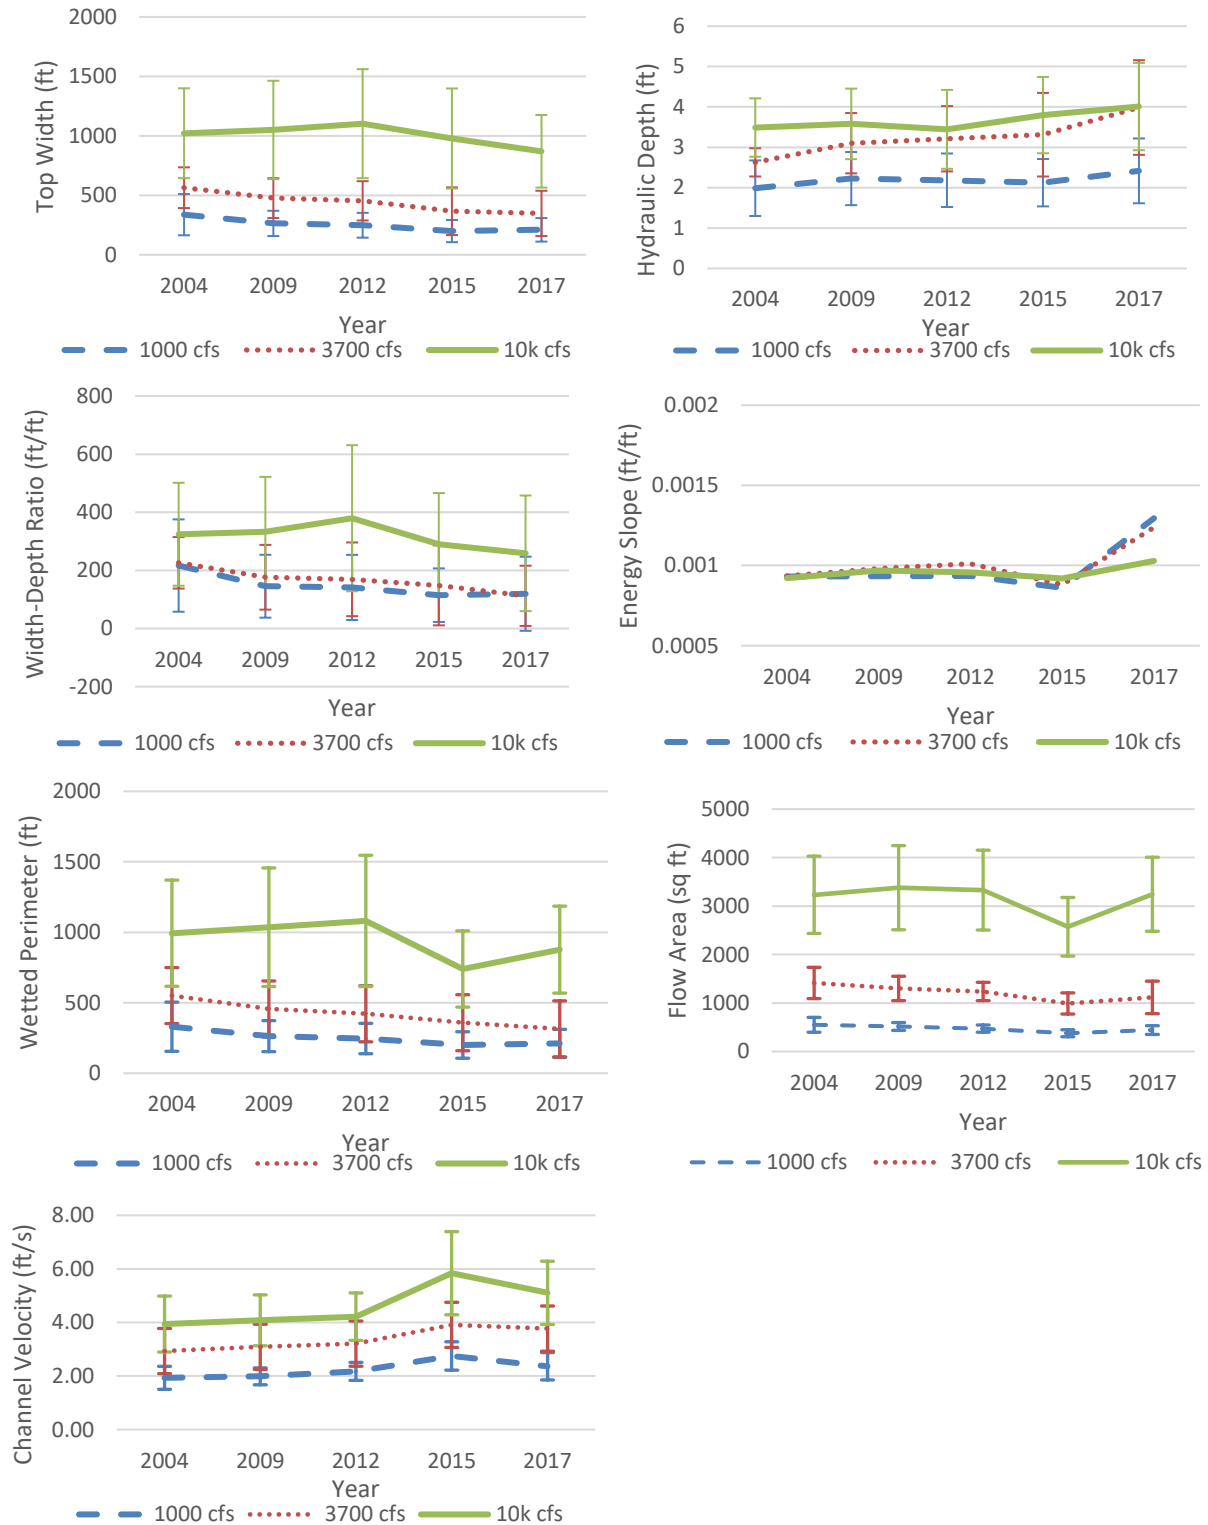 Top Width (ft)
2000
1500
1000
500
0
2004 2009 2012 2015 2017
Year
1000 cfs 3700 cfs 10k cfs
Hydraulic Depth (ft)
6
5
4
3
2
1
0
2004 2009 2012 2015 2017
Year
1000 cfs 3700 cfs 10k cfs
Width-Depth Ratio (ft/ft)
800
600
400
200
0
-200
2004 2009 2012 2015 2017
Year
1000 cfs 3700 cfs 10k cfs
Energy Slope (ft/ft)
0.002
0.0015
0.001
0.0005
2004 2009 2012 2015 2017
Year
1000 cfs 3700 cfs 10k cfs
Wetted Perimeter (ft)
2000
1500
1000
500
0
2004 2009 2012 2015 2017
Year
1000 cfs 3700 cfs 10k cfs
Flow Area (sq ft)
5000
4000
3000
2000
1000
0
2004 2009 2012 2015 2017
Year
1000 cfs 3700 cfs 10k cfs
Channel Velocity (ft/s)
8.00
6.00
4.00
2.00
0.00
2004 2009 2012 2015 2017
Year
1000 cfs 3700 cfs 10k cfs